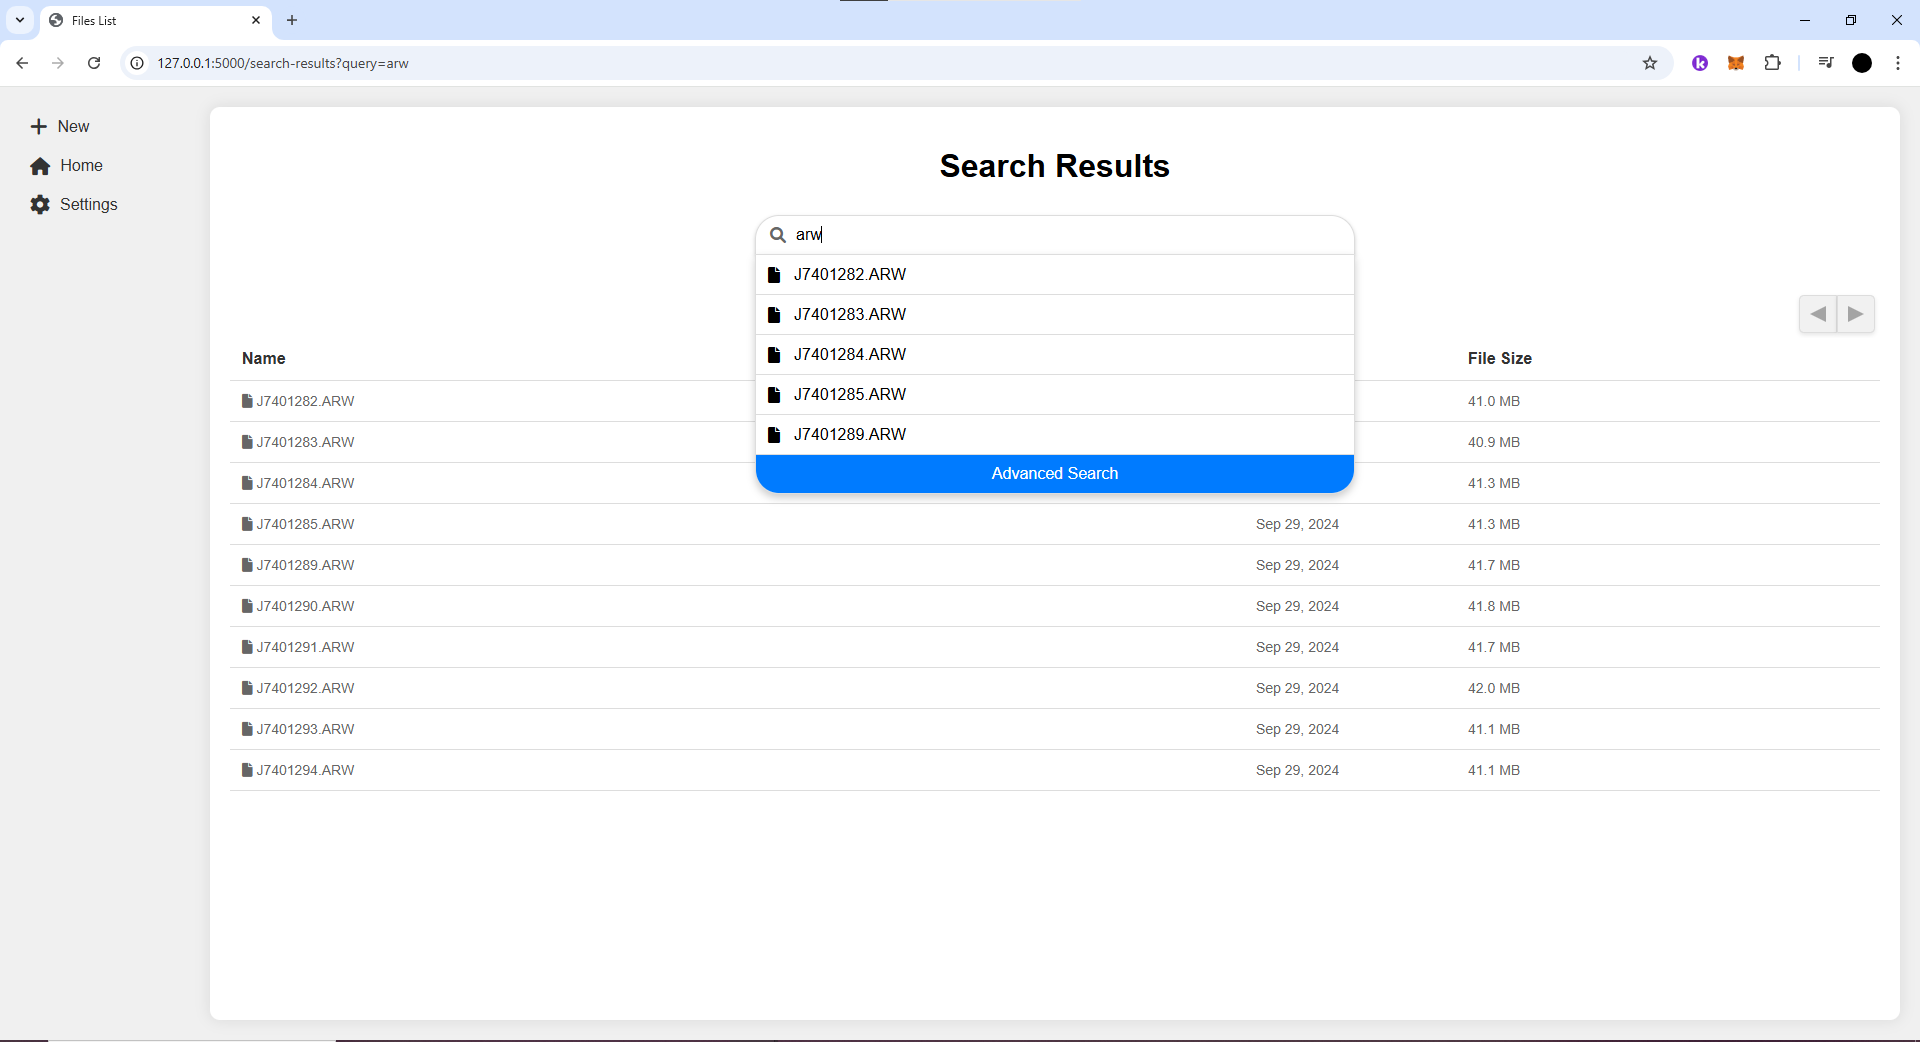 Files List
127.0.0.1:5000/search-results?query=arw
New
Home
Settings
Search Results
arw
J7401282.ARW
J7401283.ARW
J7401284.ARW
J7401285.ARW
J7401289.ARW
Advanced Search
Name File Size
J7401282.ARW 41.0 MB
J7401283.ARW 40.9 MB
J7401284.ARW 41.3 MB
J7401285.ARW Sep 29, 2024 41.3 MB
J7401289.ARW Sep 29, 2024 41.7 MB
J7401290.ARW Sep 29, 2024 41.8 MB
J7401291.ARW Sep 29, 2024 41.7 MB
J7401292.ARW Sep 29, 2024 42.0 MB
J7401293.ARW Sep 29, 2024 41.1 MB
J7401294.ARW Sep 29, 2024 41.1 MB